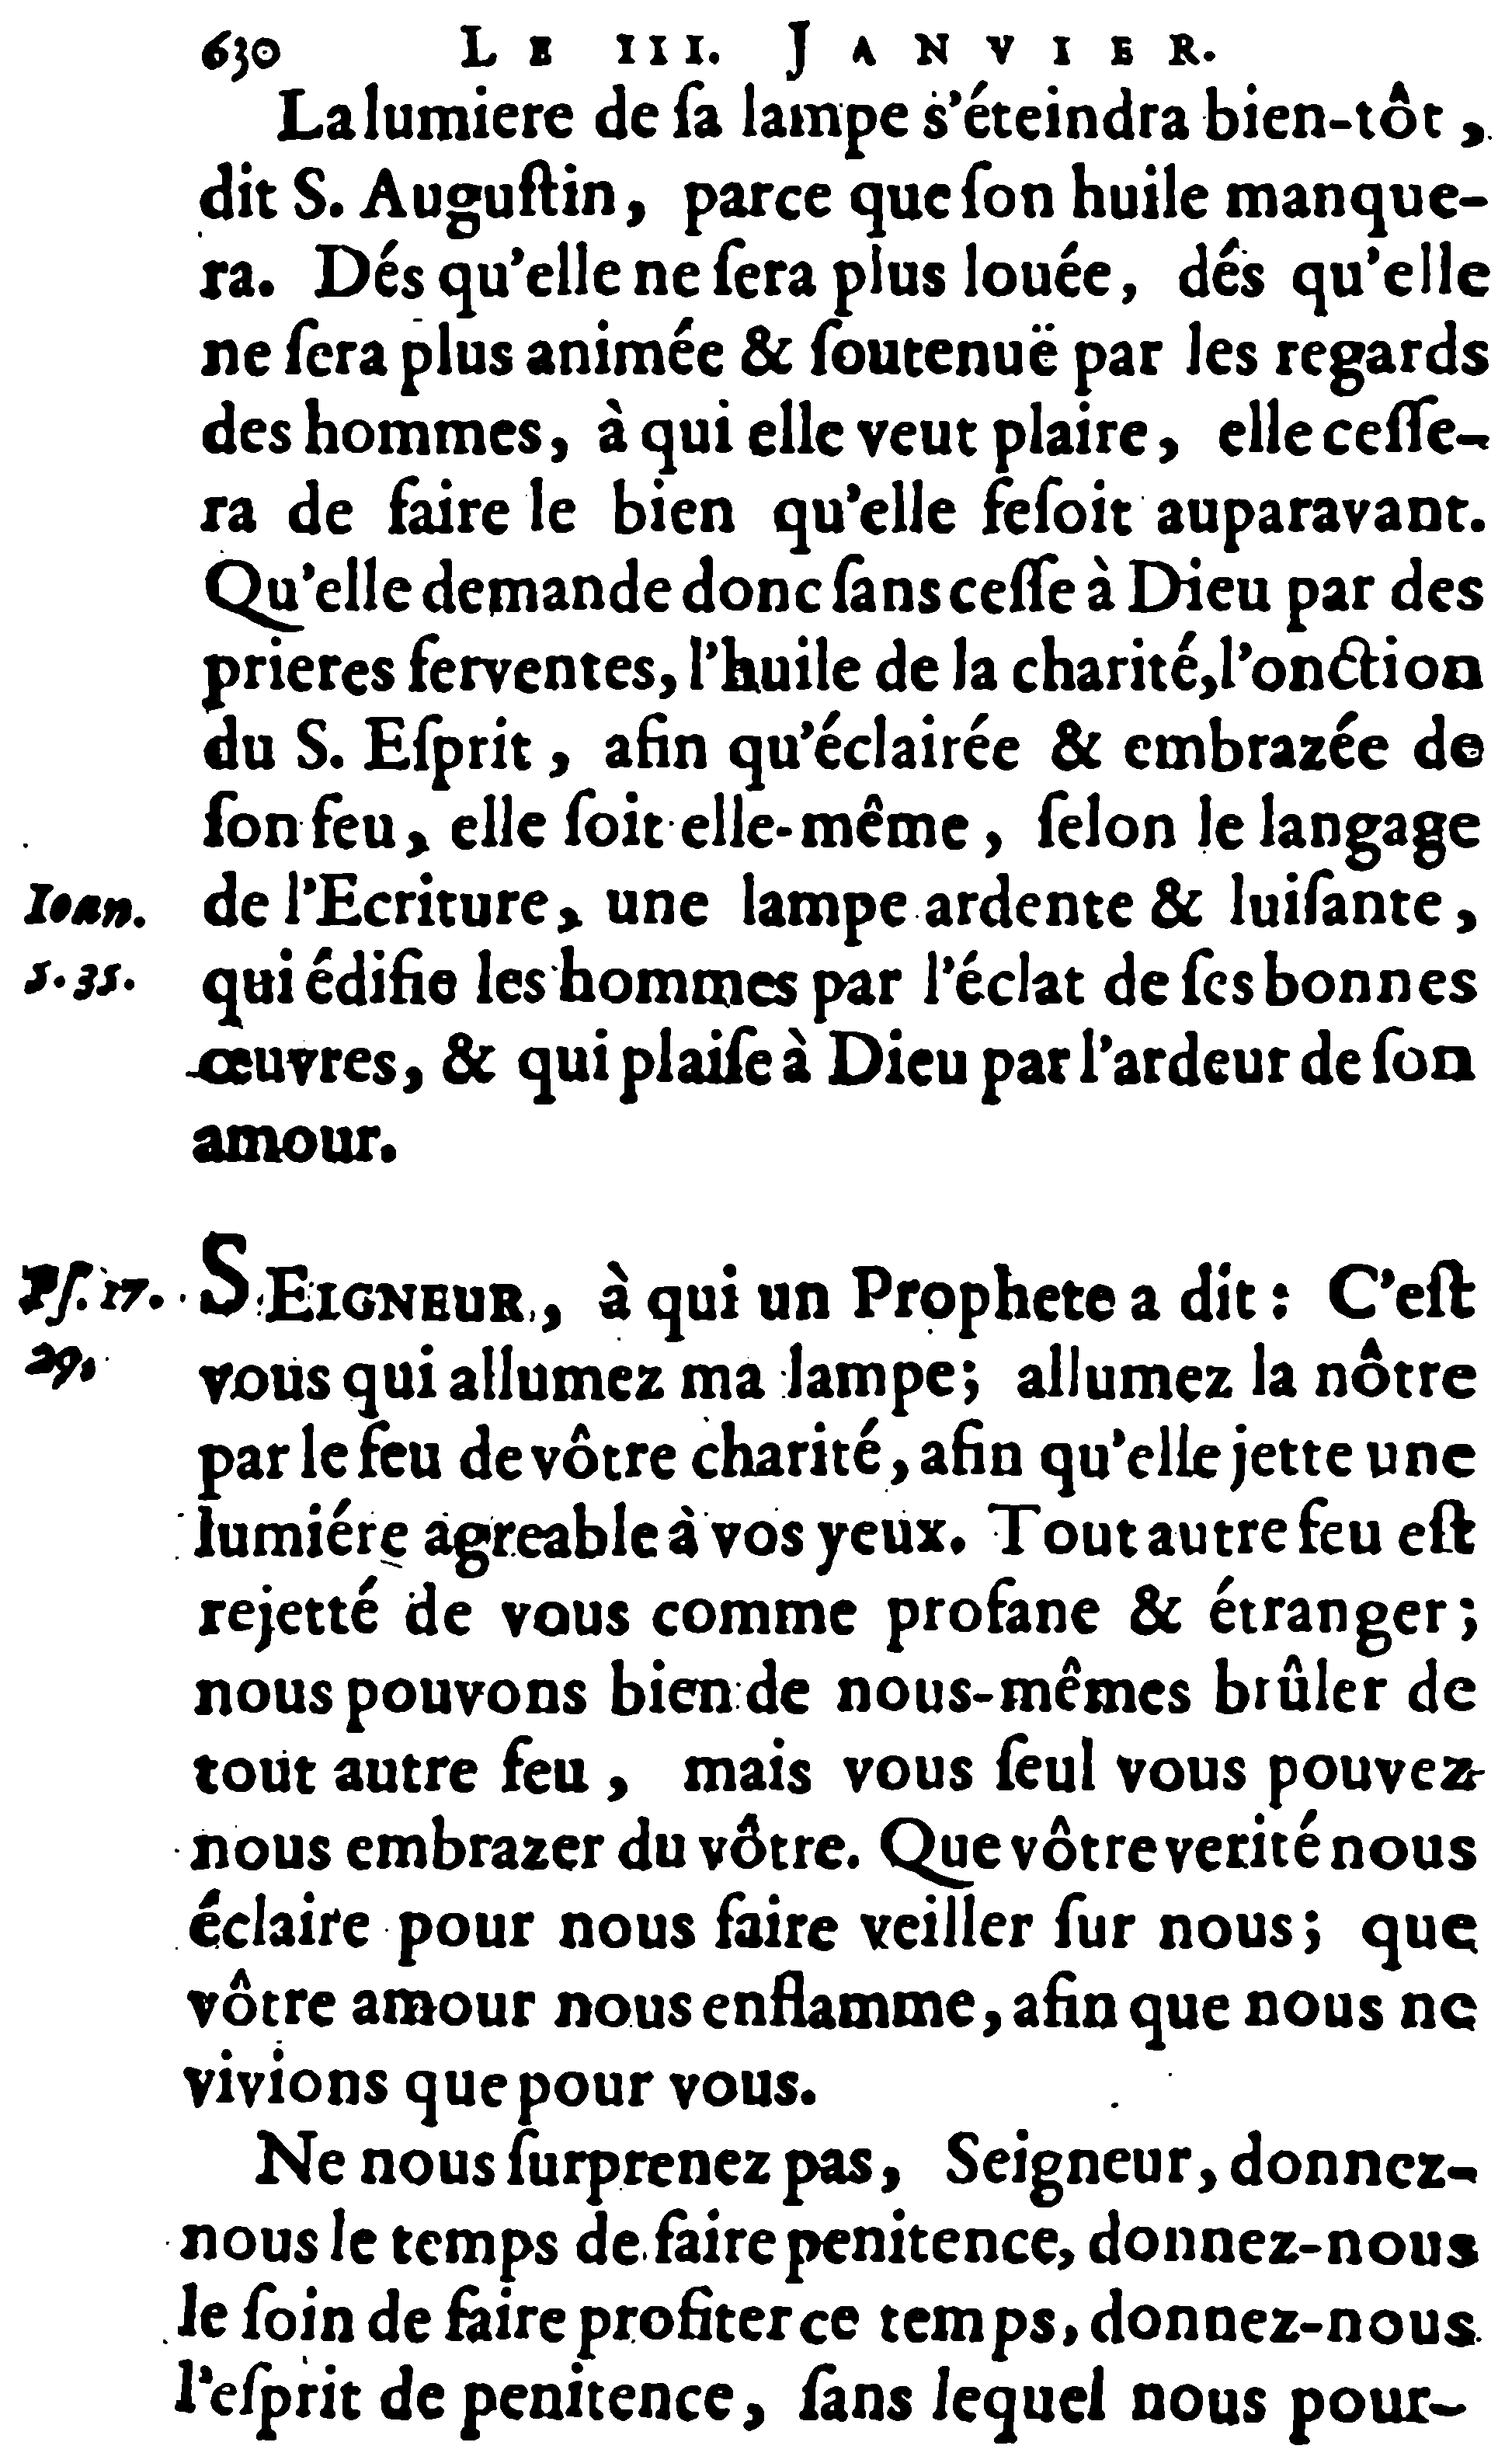 630 LE III. JANVIER.
La lumiere de ſa lampe s'éteindra bien-tôt,
dit S. Auguſtin, parce que ſon huile manque-
ra. Dés qu'elle ne ſera plus louée, dés qu'elle
ne ſera plus animée & ſoutenuë par les regards
des hommes, à qui elle veut plaire, elle ceſſe-
ra de faire le bien qu'elle feſoit auparavant.
Qu'elle demande donc ſans ceſſe à Dieu par des
prieres ferventes, l'huile de la charité, l'onction
du S. Eſprit, afin qu'éclairée & embrazée de
ſon feu, elle ſoit elle-même, ſelon le langage
Ioan. de l'Ecriture, une lampe ardente & luiſante,
5. 35. qui édifie les hommes par l'éclat de ſes bonnes
œuvres, & qui plaiſe à Dieu par l'ardeur de ſon
amour.
Pſ. 17. SEIGNEUR, à qui un Prophete a dit : C'eſt
29. vous qui allumez ma lampe; allumez la nôtre
par le feu de vôtre charité, afin qu'elle jette une
lumiére agreable à vos yeux. Tout autre feu eſt
rejetté de vous comme profane & étranger;
nous pouvons bien de nous-mêmes brûler de
tout autre feu, mais vous ſeul vous pouvez
nous embrazer du vôtre. Que vôtre verité nous
éclaire pour nous faire veiller ſur nous; que
vôtre amour nous enflamme, afin que nous ne
vivions que pour vous.
Ne nous ſurprenez pas, Seigneur, donnez-
nous le temps de faire penitence, donnez-nous
le ſoin de faire profiter ce temps, donnez-nous
l'eſprit de penitence, ſans lequel nous pour-